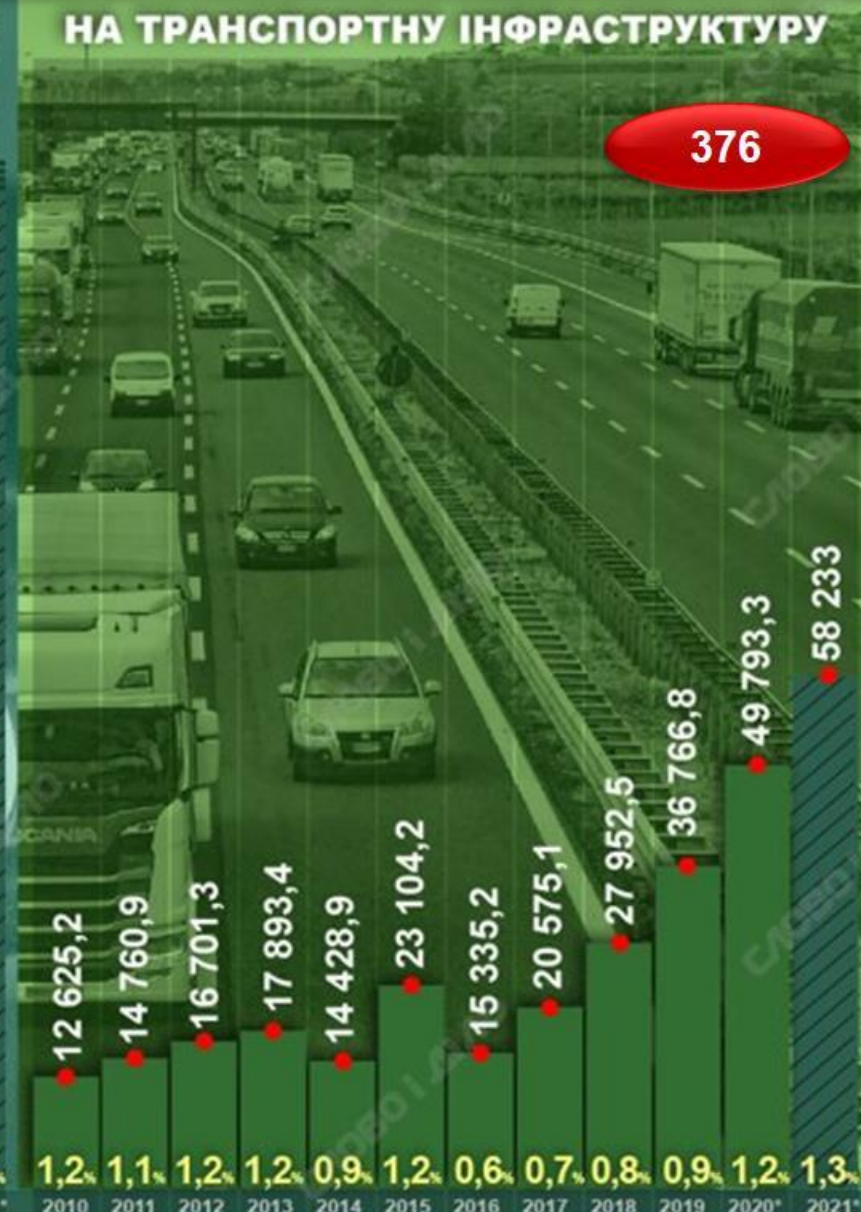 НА ТРАНСПОРТНУ ІНФРАСТРУКТУРУ
376
12 625,2
14 760,9
16 701,3
17 893,4
14 428,9
23 104,2
15 335,2
20 575,1
27 952,5
36 766,8
49 793,3
58 233
1,2% 1,1% 1,2% 1,2% 0,9% 1,2% 0,6% 0,7% 0,8% 0,9% 1,2% 1,3%
2010 2011 2012 2013 2014 2015 2016 2017 2018 2019 2020* 2021*
SCANIA
СЛОВО І ДІЛО